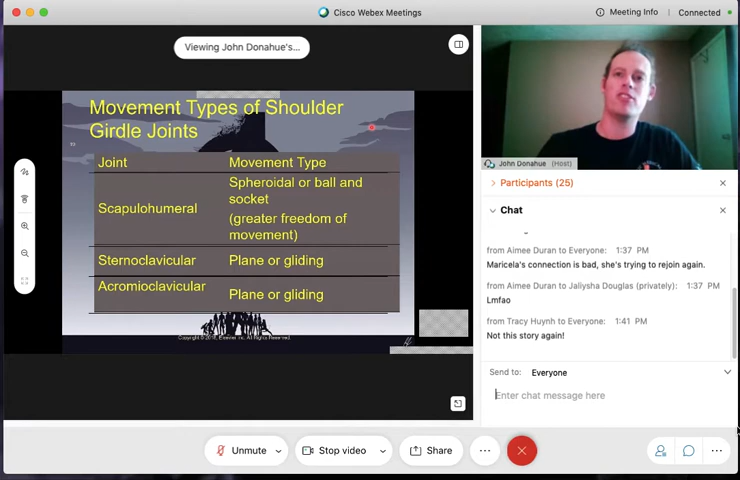 Cisco Webex Meetings
Meeting Info
Connected
Viewing John Donahue's...
Movement Types of Shoulder
Girdle Joints
Joint
Movement Type
Scapulohumeral
Spheroidal or ball and
socket
(greater freedom of
movement)
Sternoclavicular
Plane or gliding
Acromioclavicular
Plane or gliding
Copyright © 2018, Elsevier Inc. All Rights Reserved.
John Donahue (Host)
Participants (25)
Chat
from Aimee Duran to Everyone: 1:37 PM
Maricela's connection is bad, she's trying to rejoin again.
from Aimee Duran to Jaliysha Douglas (privately): 1:37 PM
Lmfao
from Tracy Huynh to Everyone: 1:41 PM
Not this story again!
Send to: Everyone
Enter chat message here
Unmute
Stop video
Share